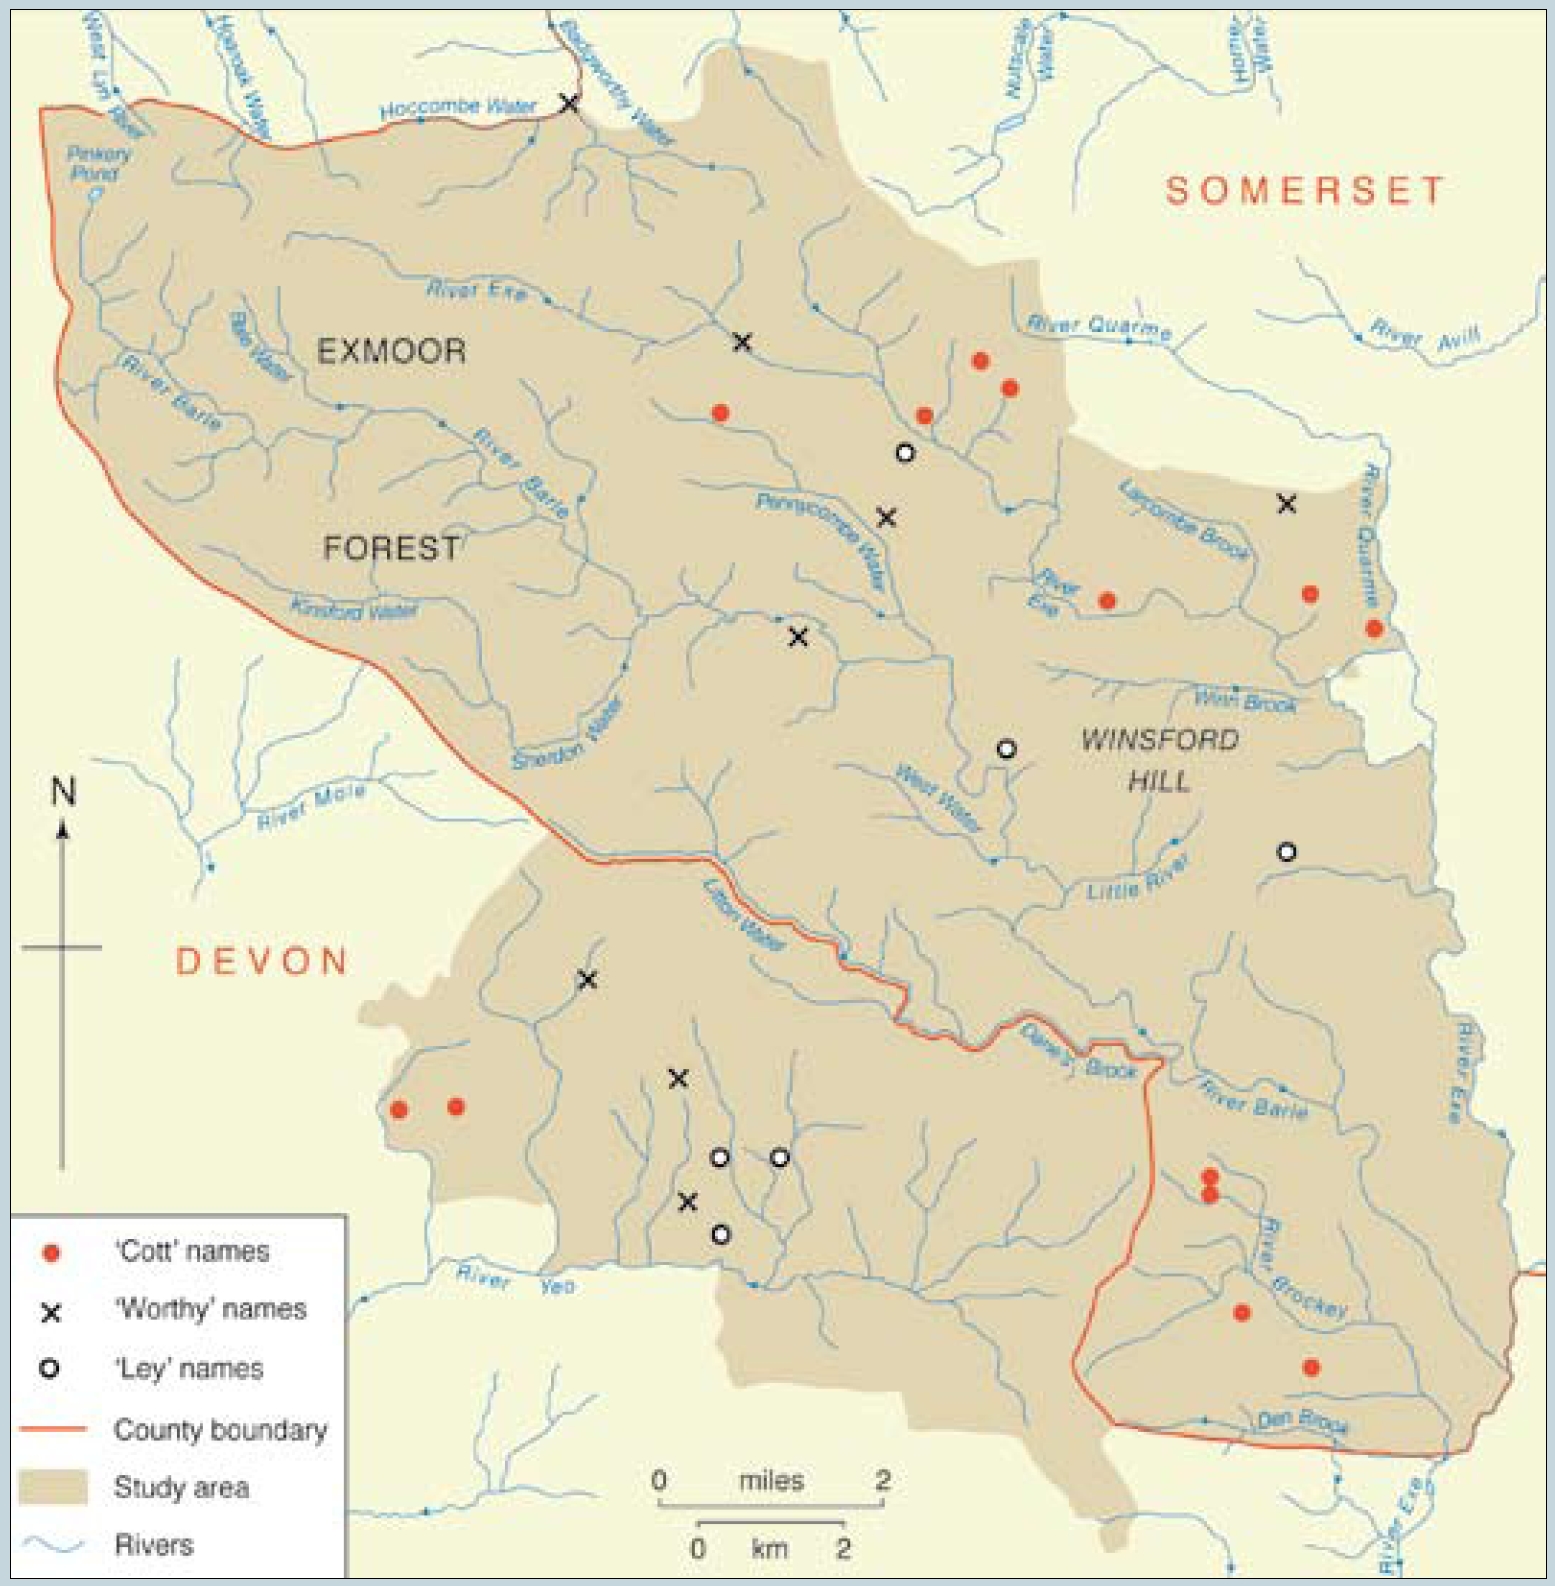 West Lyn River
Hoaroak Water
Hoccombe Water
Badgworthy Water
Nutscale
Water
Horner
Water
Pinkery
Pond
SOMERSET
River Exe
River Quarme
River Avill
EXMOOR
Bale Water
River Barle
River Barle
River Quarme
Pennycombe Water
Larcombe Brook
FOREST
Kinsford Water
River
Exe
Winn Brook
Sherdon Water
WINSFORD
HILL
N
River Mole
West Water
Little River
Litton Water
DEVON
Dane's Brook
River Barle
River Exe
River Brockey
River Yeo
Den Brook
River Exe
'Cott' names
'Worthy' names
'Ley' names
County boundary
Study area
Rivers
0 miles 2
0 km 2